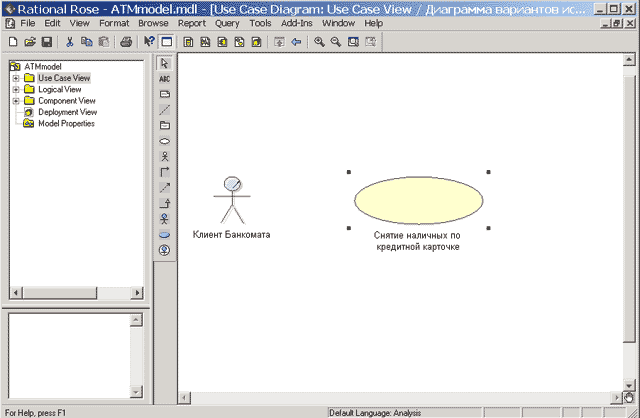 Rational Rose - ATMmodel.mdl - [Use Case Diagram: Use Case View / Диаграмма вариантов ис...
File Edit View Format Browse Report Query Tools Add-Ins Window Help
ATMmodel
Use Case View
Logical View
Component View
Deployment View
Model Properties
ABC
Клиент Банкомата
Снятие наличных по
кредитной карточке
For Help, press F1
Default Language: Analysis